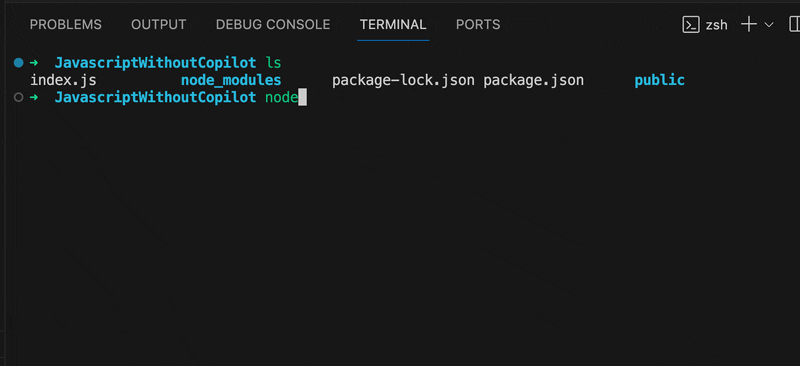 PROBLEMS OUTPUT DEBUG CONSOLE TERMINAL PORTS zsh
➜ JavascriptWithoutCopilot ls
index.js node_modules package-lock.json package.json public
➜ JavascriptWithoutCopilot node